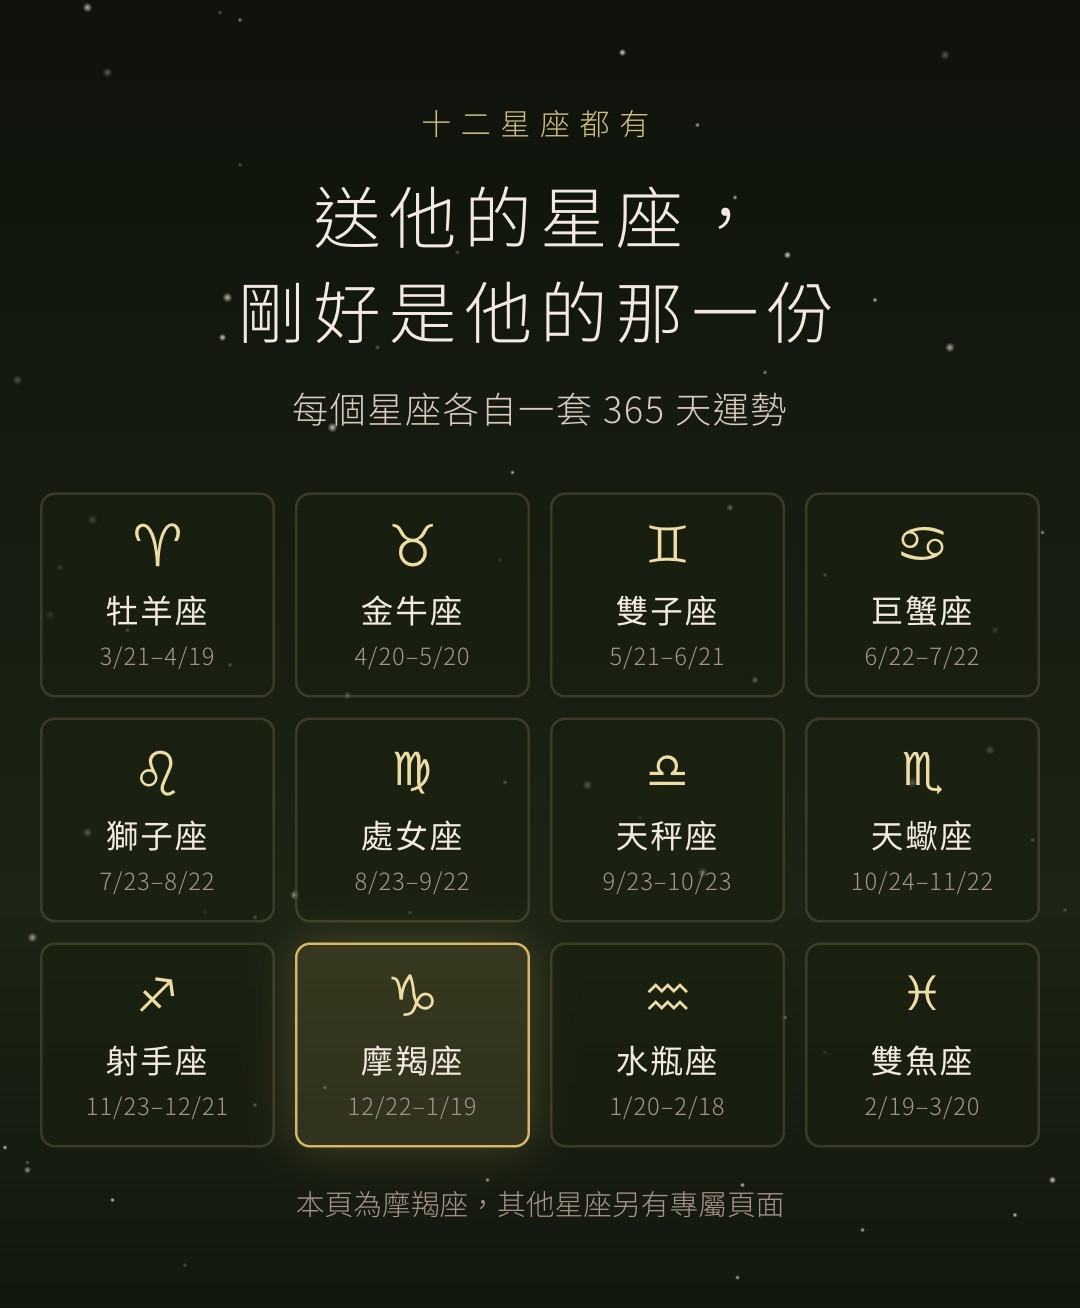 十二星座都有
送他的星座，
剛好是他的那一份
每個星座各自一套 365 天運勢
♈ ♉ ♊ ♋
牡羊座 金牛座 雙子座 巨蟹座
3/21–4/19 4/20–5/20 5/21–6/21 6/22–7/22
♌ ♍ ♎ ♏
獅子座 處女座 天秤座 天蠍座
7/23–8/22 8/23–9/22 9/23–10/23 10/24–11/22
♐ ♑ ♒ ♓
射手座 摩羯座 水瓶座 雙魚座
11/23–12/21 12/22–1/19 1/20–2/18 2/19–3/20
本頁為摩羯座，其他星座另有專屬頁面